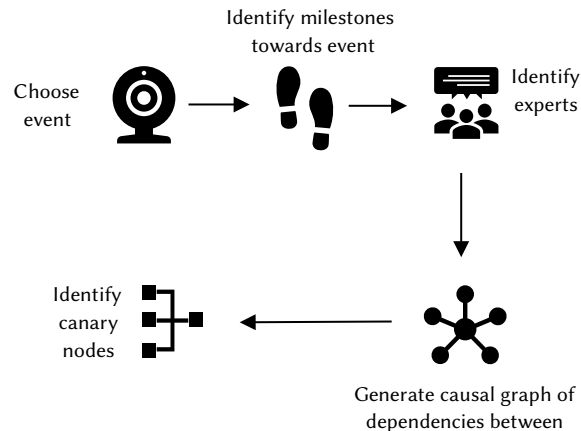 Identify milestones
towards event
Choose
event
Identify
experts
Identify
canary
nodes
Generate causal graph of
dependencies between